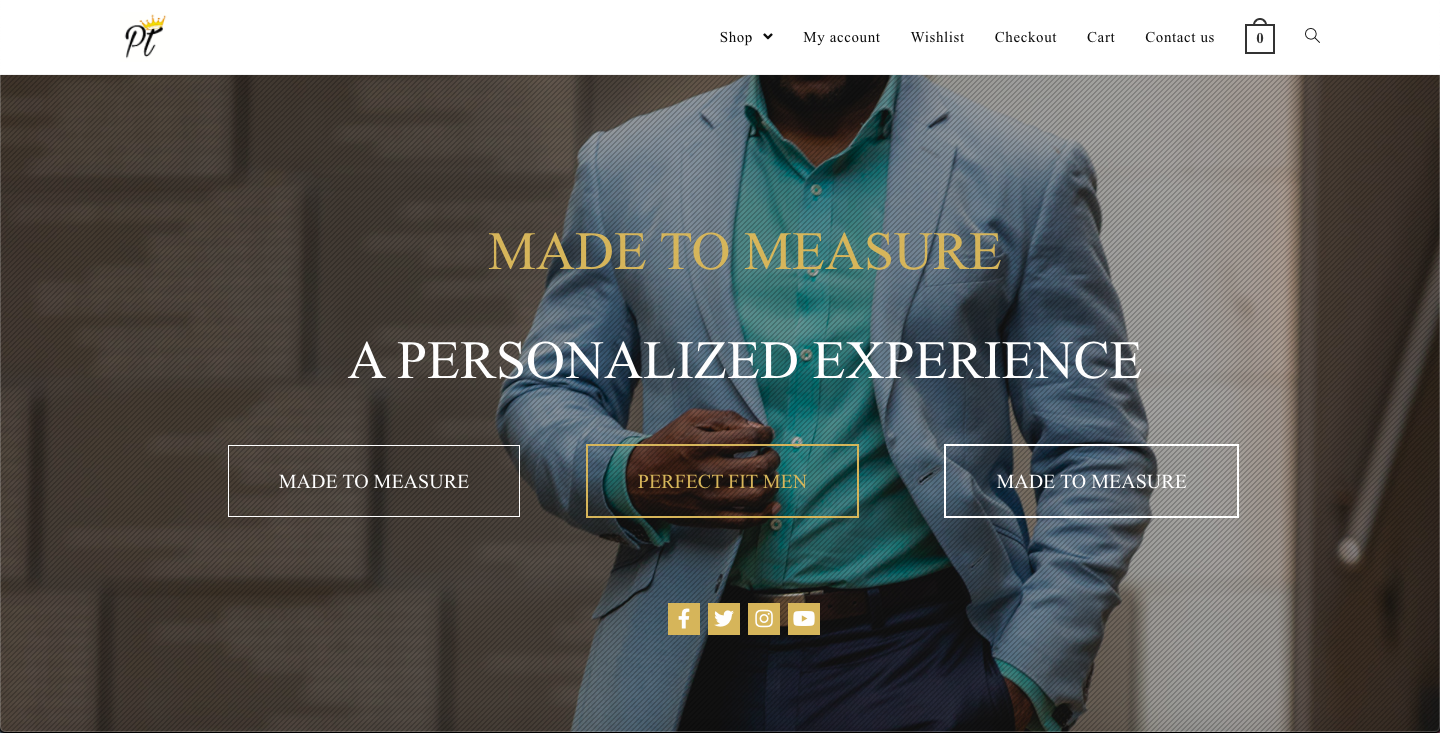 Pt
Shop My account Wishlist Checkout Cart Contact us 0
MADE TO MEASURE
A PERSONALIZED EXPERIENCE
MADE TO MEASURE PERFECT FIT MEN MADE TO MEASURE